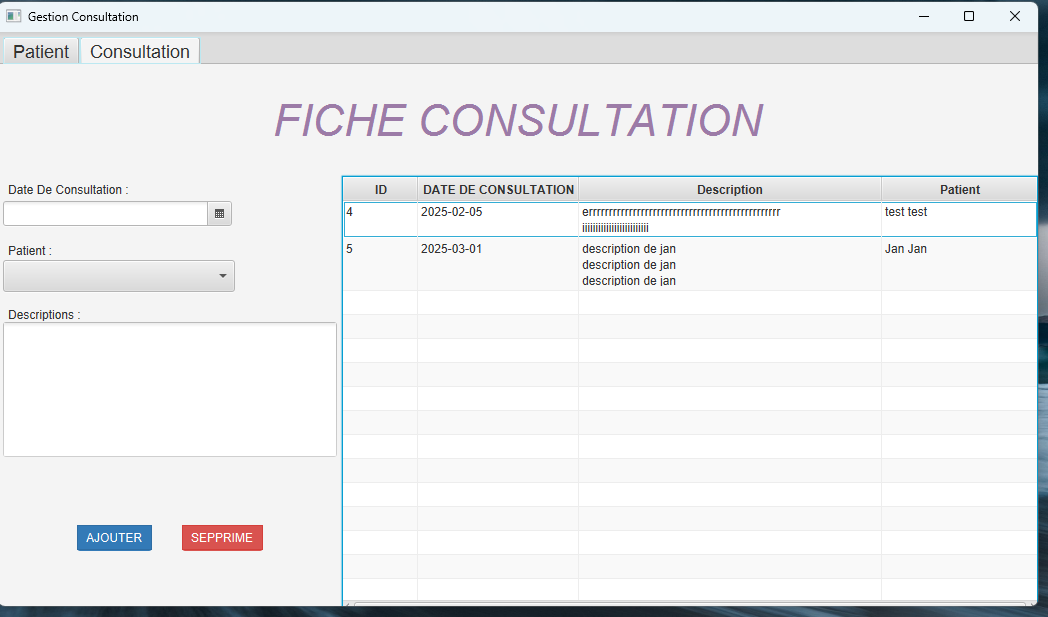 Gestion Consultation
Patient Consultation
FICHE CONSULTATION
Date De Consultation :
Patient :
Descriptions :
AJOUTER SEPPRIME
ID DATE DE CONSULTATION Description Patient
4 2025-02-05 errrrrrrrrrrrrrrrrrrrrrrrrrrrrrrrrrrrrrrrrrrrrrrrr test test
iiiiiiiiiiiiiiiiiiiiiiiii
5 2025-03-01 description de jan Jan Jan
description de jan
description de jan